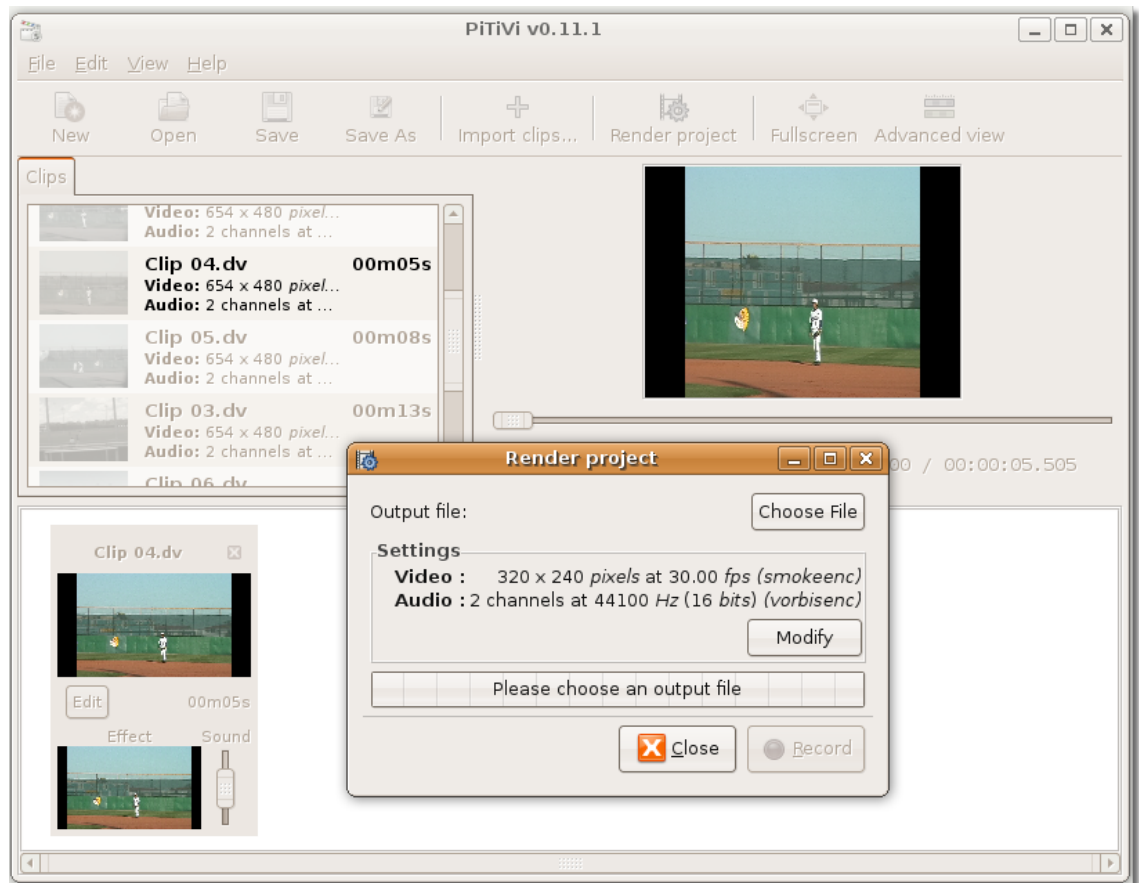 PiTiVi v0.11.1
File Edit View Help
New Open Save Save As Import clips... Render project Fullscreen Advanced view
Clips
Video: 654 x 480 pixel...
Audio: 2 channels at ...
Clip 04.dv 00m05s
Video: 654 x 480 pixel...
Audio: 2 channels at ...
Clip 05.dv 00m08s
Video: 654 x 480 pixel...
Audio: 2 channels at ...
Clip 03.dv 00m13s
Video: 654 x 480 pixel...
Audio: 2 channels at ...
Clip 06.dv
00 / 00:00:05.505
Render project
Output file: Choose File
Settings
Video : 320 x 240 pixels at 30.00 fps (smokeenc)
Audio : 2 channels at 44100 Hz (16 bits) (vorbisenc)
Modify
Please choose an output file
Close Record
Clip 04.dv
Edit 00m05s
Effect Sound